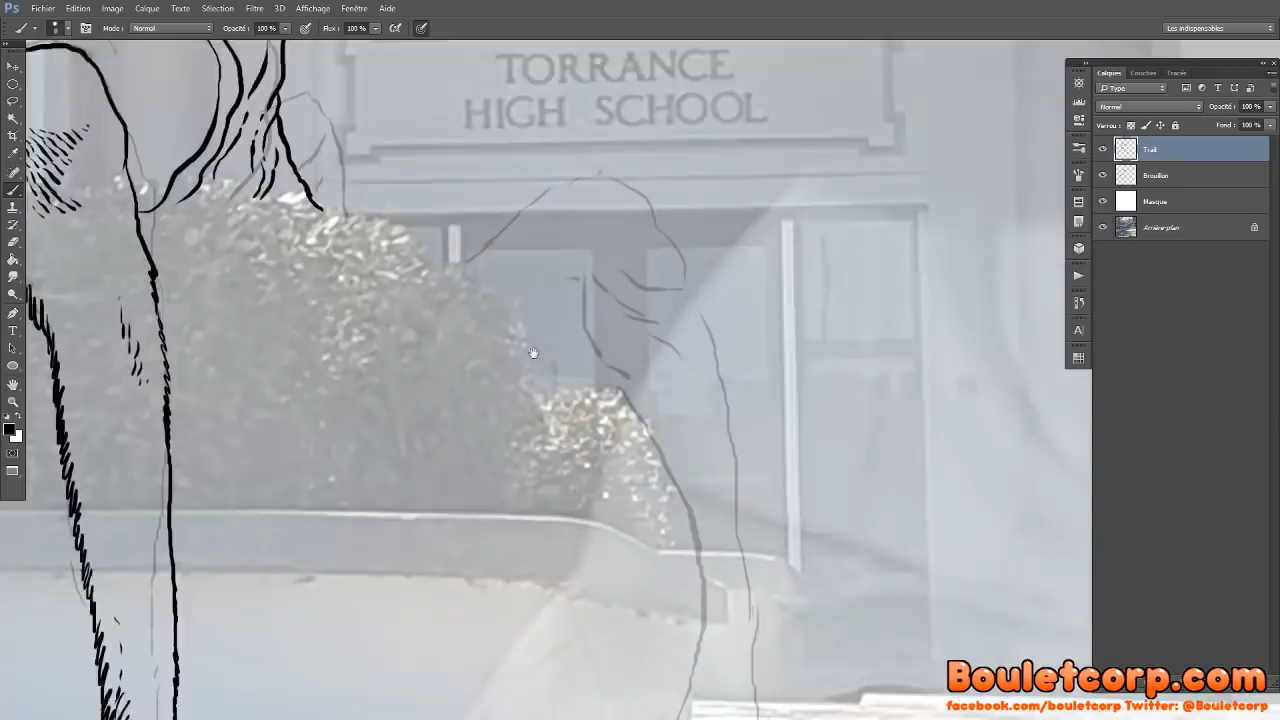 Ps Fichier Edition Image Calque Texte Sélection Filtre 3D Affichage Fenêtre Aide
Mode : Normal Opacité : 100 % Flux : 100 % Les indispensables
TORRANCE
HIGH SCHOOL
Calques Couches Tracés
Type
Normal Opacité : 100 %
Verrou : Fond : 100 %
Trait
Brouillon
Masque
Arrière-plan
Bouletcorp.com
facebook.com/bouletcorp Twitter: @Bouletcorp